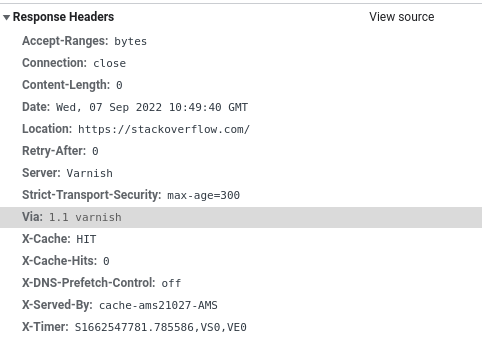 Response Headers View source
Accept-Ranges: bytes
Connection: close
Content-Length: 0
Date: Wed, 07 Sep 2022 10:49:40 GMT
Location: https://stackoverflow.com/
Retry-After: 0
Server: Varnish
Strict-Transport-Security: max-age=300
Via: 1.1 varnish
X-Cache: HIT
X-Cache-Hits: 0
X-DNS-Prefetch-Control: off
X-Served-By: cache-ams21027-AMS
X-Timer: S1662547781.785586,VS0,VE0